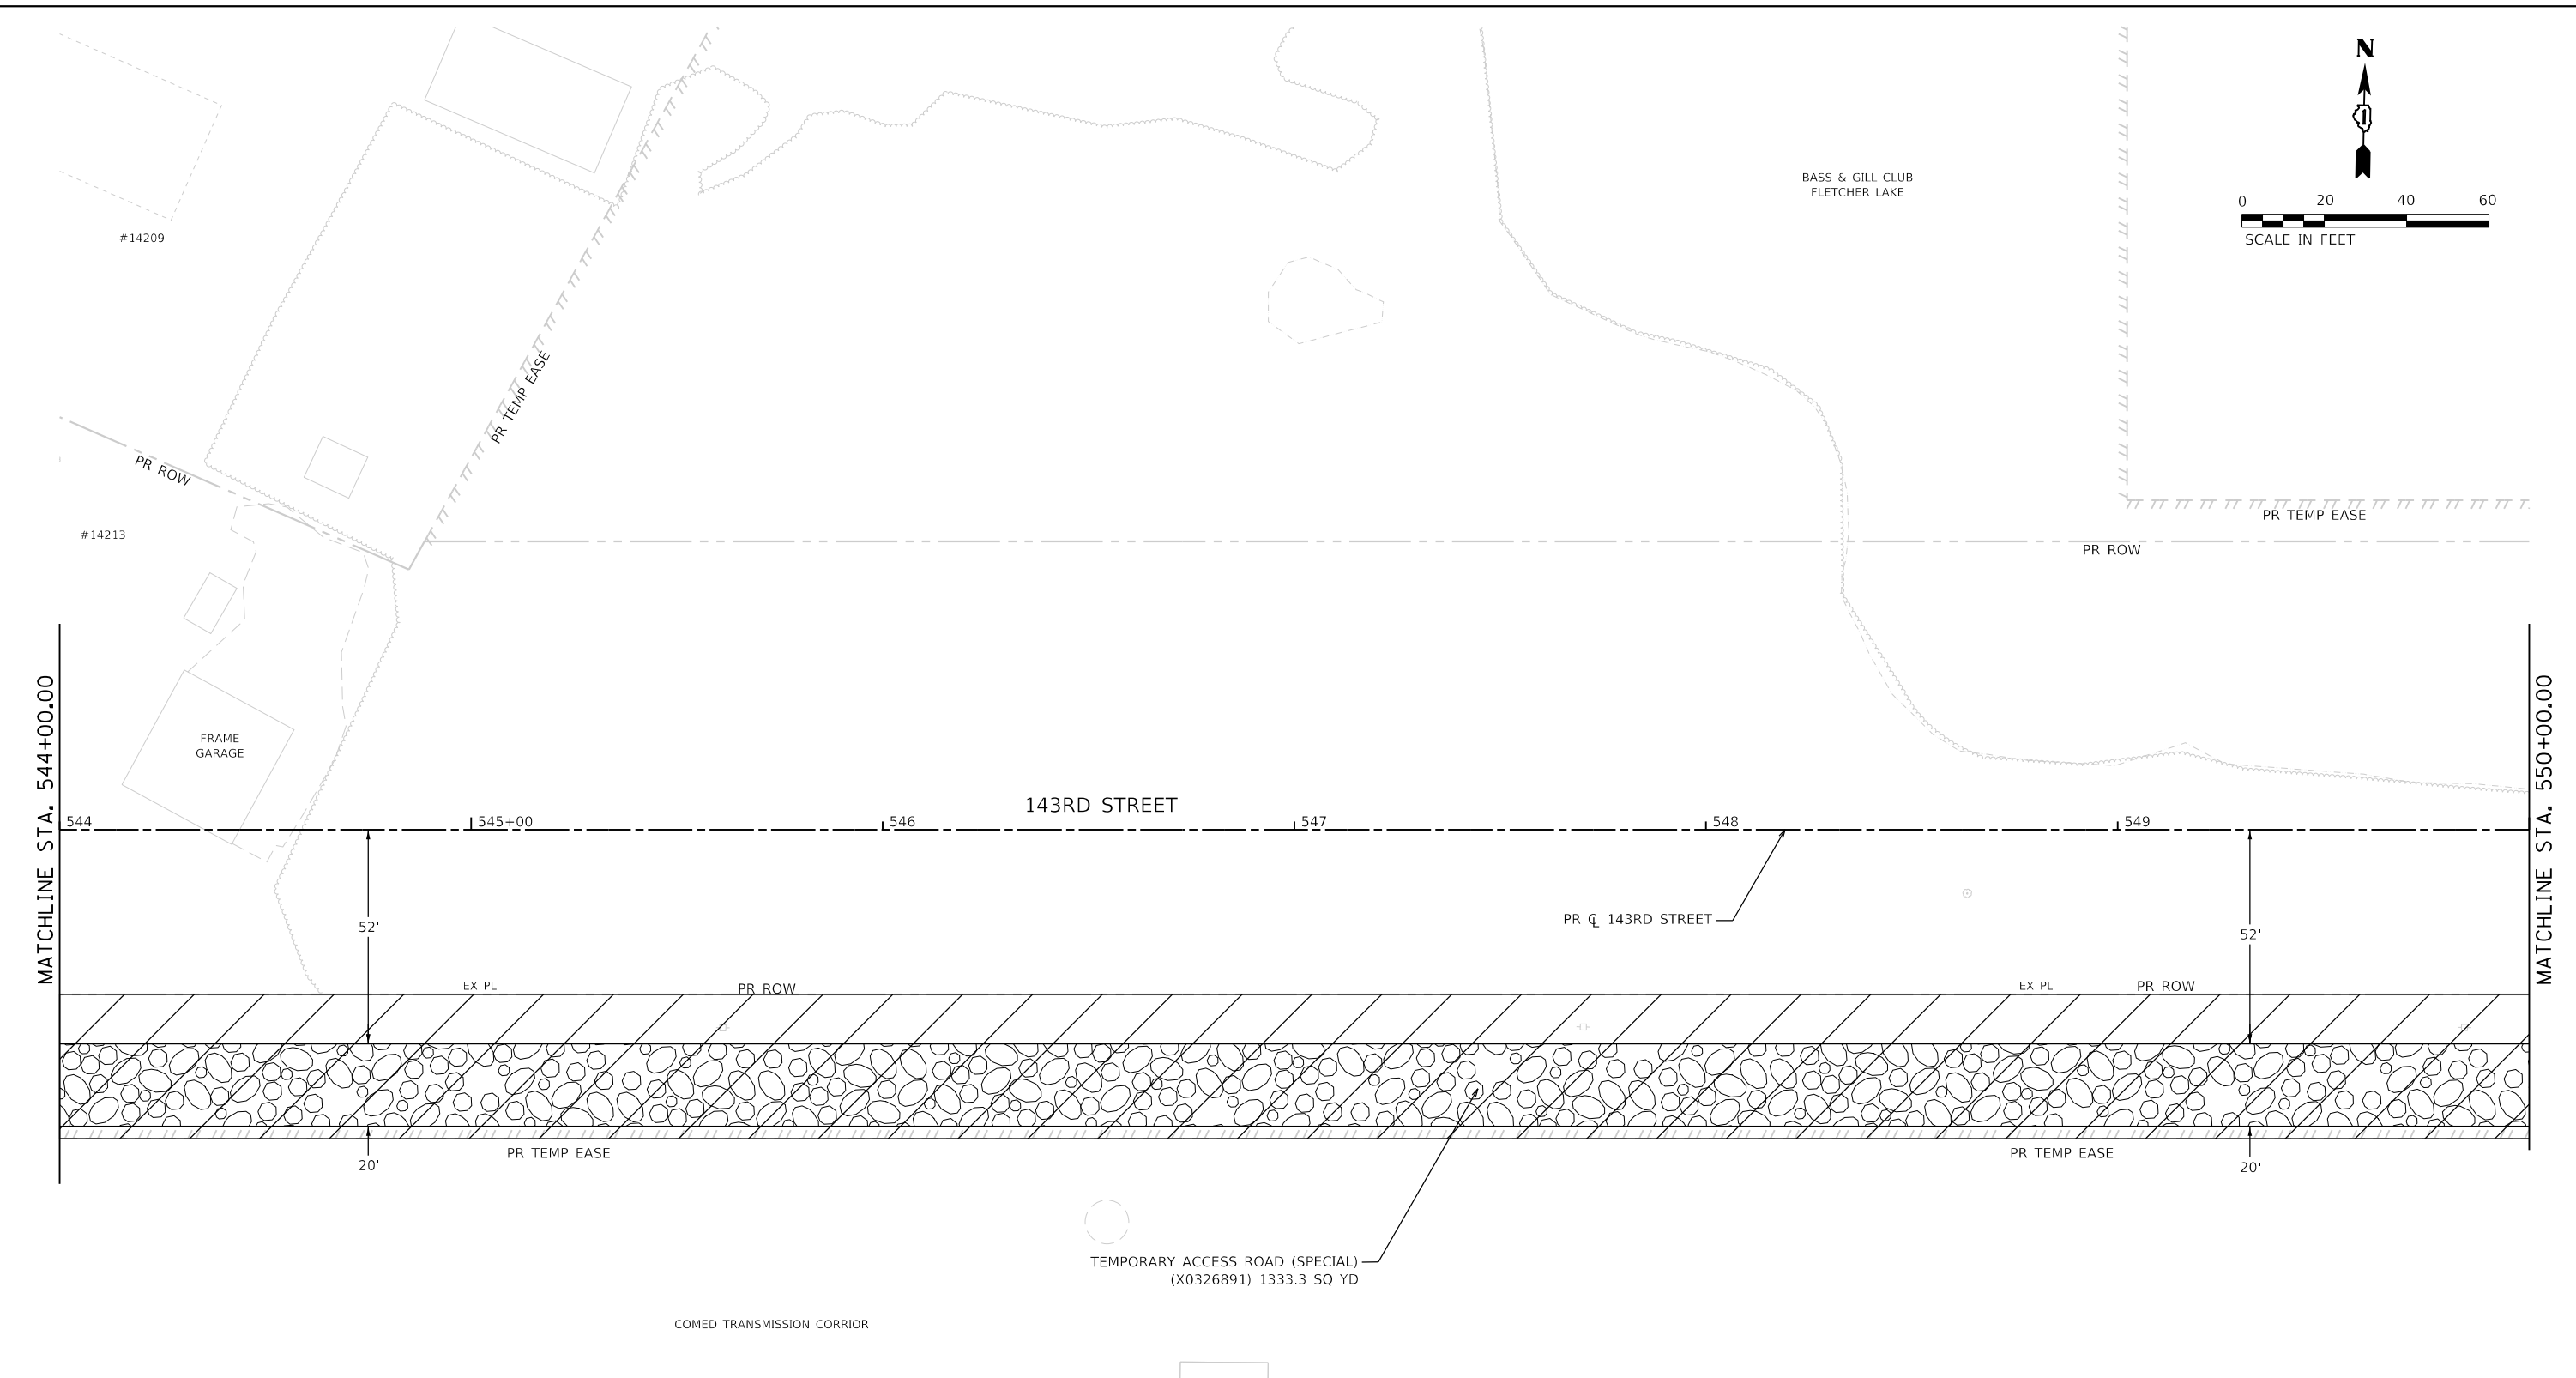 N
1
BASS & GILL CLUB
FLETCHER LAKE
0 20 40 60
SCALE IN FEET
#14209
PR TEMP EASE
PR ROW
PR TEMP EASE
#14213
PR ROW
MATCHLINE STA. 544+00.00
MATCHLINE STA. 550+00.00
FRAME
GARAGE
143RD STREET
544 545+00 546 547 548 549
PR ℄ 143RD STREET
52'
52'
EX PL
PR ROW
EX PL
PR ROW
PR TEMP EASE
PR TEMP EASE
20'
20'
TEMPORARY ACCESS ROAD (SPECIAL)
(X0326891) 1333.3 SQ YD
COMED TRANSMISSION CORRIOR